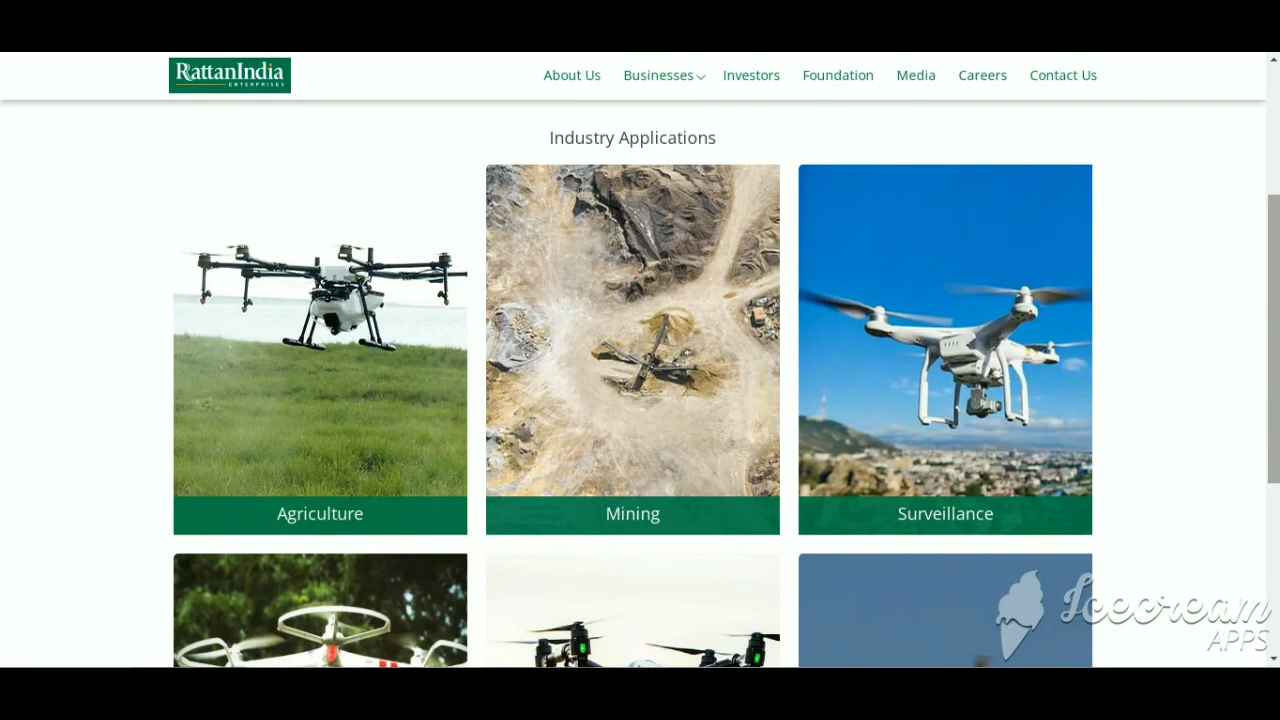 RattanIndia
ENTERPRISES
About Us
Businesses
Investors
Foundation
Media
Careers
Contact Us
Industry Applications
Agriculture
Mining
Surveillance
Icecream
APPS